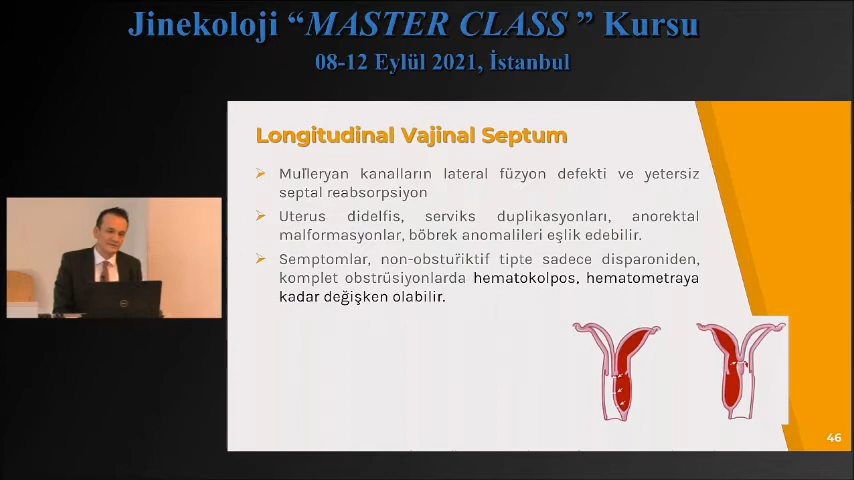 Jinekoloji “MASTER CLASS ” Kursu
08-12 Eylül 2021, İstanbul
Longitudinal Vajinal Septum
Mülleryan kanalların lateral füzyon defekti ve yetersiz
septal reabsorpsiyon
Uterus didelfis, serviks duplikasyonları, anorektal
malformasyonlar, böbrek anomalileri eşlik edebilir.
Semptomlar, non-obstürüktif tipte sadece disparoniden,
komplet obstrüsiyonlarda hematokolpos, hematometraya
kadar değişken olabilir.
46